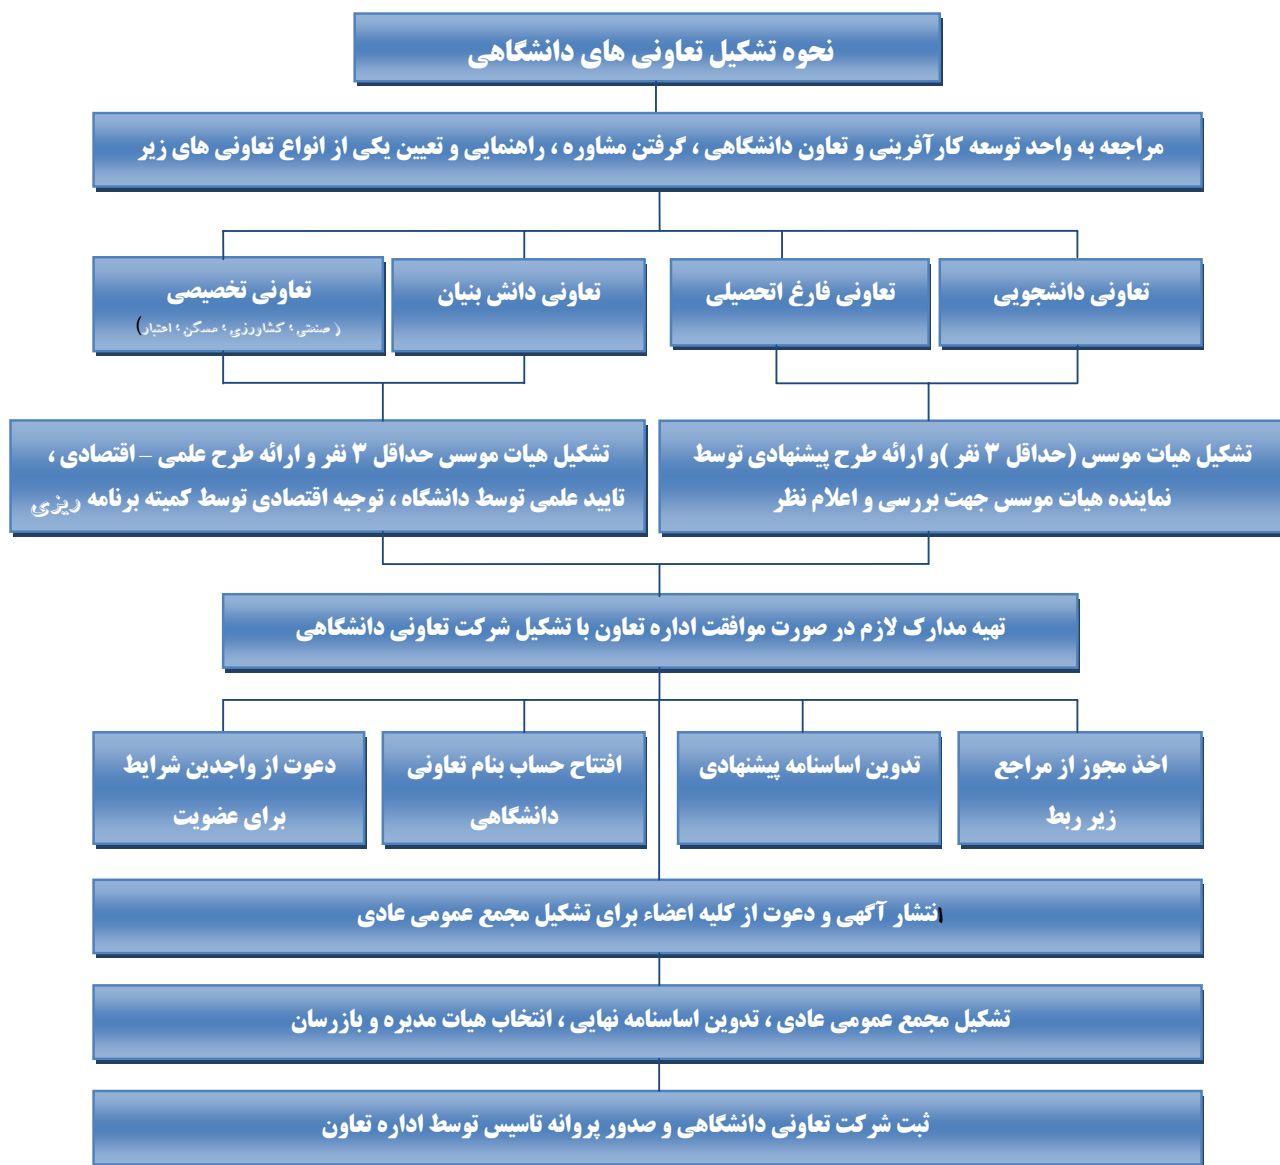 نحوه تشکیل تعاونی های دانشگاهی
مراجعه به واحد توسعه کارآفرینی و تعاون دانشگاهی ، گرفتن مشاوره ، راهنمایی و تعیین یکی از انواع تعاونی های زیر
تعاونی دانشجویی
تعاونی فارغ اتحصیلی
تعاونی دانش بنیان
تعاونی تخصیصی
( صنعتی ؛ کشاورزی ؛ مسکن ؛ اعتبار)
تشکیل هیات موسس (حداقل ۳ نفر )و ارائه طرح پیشنهادی توسط
نماینده هیات موسس جهت بررسی و اعلام نظر
تشکیل هیات موسس حداقل ۳ نفر و ارائه طرح علمی – اقتصادی ،
تایید علمی توسط دانشگاه ، توجیه اقتصادی توسط کمیته برنامه ریزی
تهیه مدارک لازم در صورت موافقت اداره تعاون با تشکیل شرکت تعاونی دانشگاهی
اخذ مجوز از مراجع
زیر ربط
تدوین اساسنامه پیشنهادی
افتتاح حساب بنام تعاونی
دانشگاهی
دعوت از واجدین شرایط
برای عضویت
انتشار آگهی و دعوت از کلیه اعضاء برای تشکیل مجمع عمومی عادی
تشکیل مجمع عمومی عادی ، تدوین اساسنامه نهایی ، انتخاب هیات مدیره و بازرسان
ثبت شرکت تعاونی دانشگاهی و صدور پروانه تاسیس توسط اداره تعاون